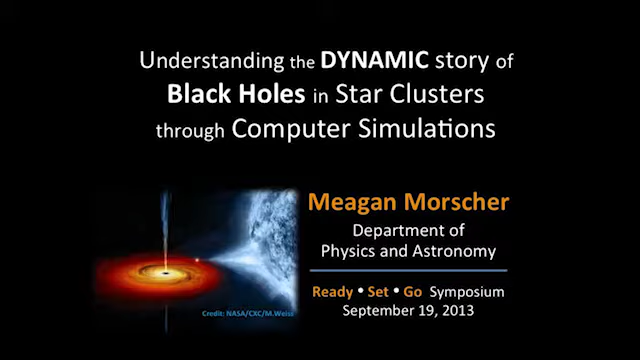 Understanding the DYNAMIC story of
Black Holes in Star Clusters
through Computer Simulations
Meagan Morscher
Department of
Physics and Astronomy
Ready • Set • Go Symposium
September 19, 2013
Credit: NASA/CXC/M.Weiss